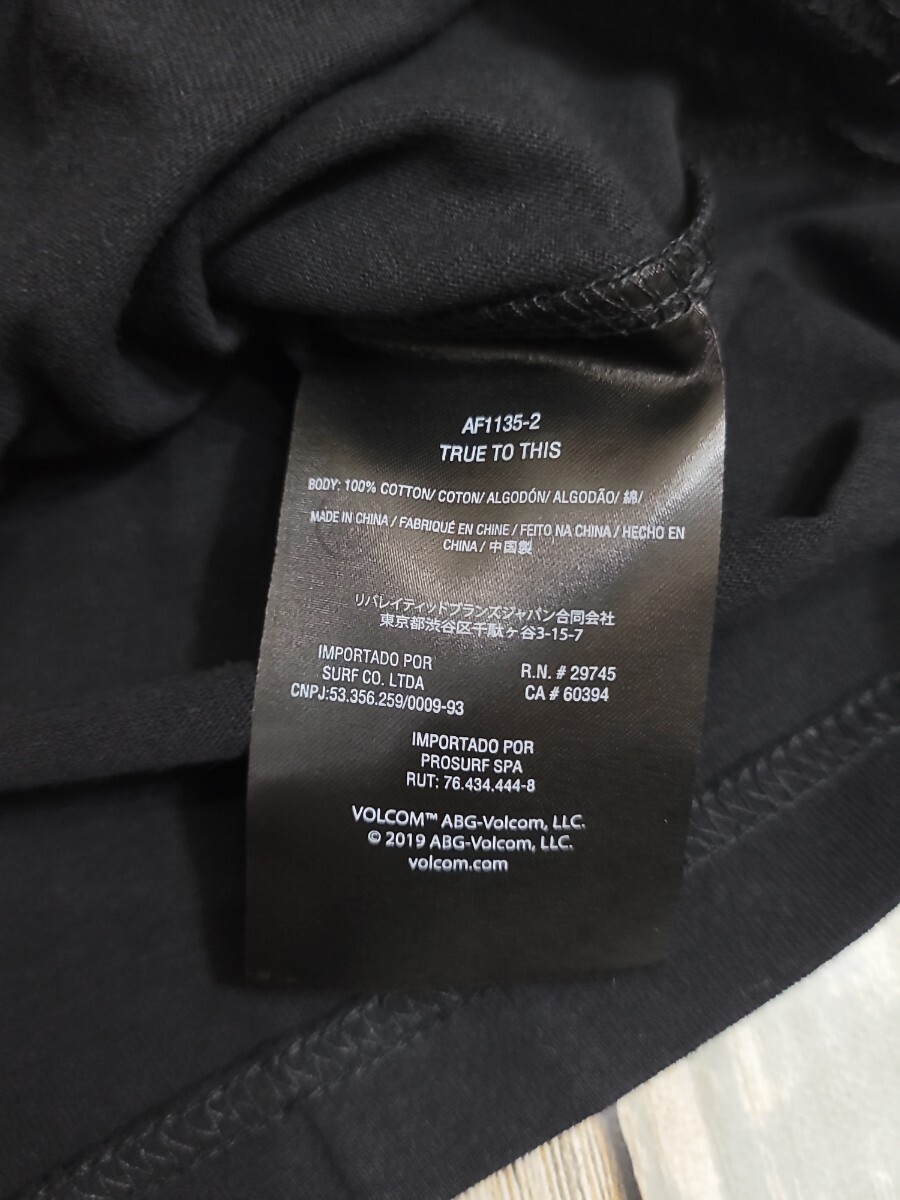 AF1135-2
TRUE TO THIS
BODY: 100% COTTON/ COTON/ ALGODÓN/ ALGODÃO/ 綿/
MADE IN CHINA / FABRIQUÉ EN CHINE / FEITO NA CHINA / HECHO EN
CHINA / 中国製
リバレイティッドブランズジャパン合同会社
東京都渋谷区千駄ヶ谷3-15-7
IMPORTADO POR
SURF CO. LTDA
CNPJ:53.356.259/0009-93
R.N. # 29745
CA # 60394
IMPORTADO POR
PROSURF SPA
RUT: 76.434.444-8
VOLCOM™ ABG-Volcom, LLC.
© 2019 ABG-Volcom, LLC.
volcom.com